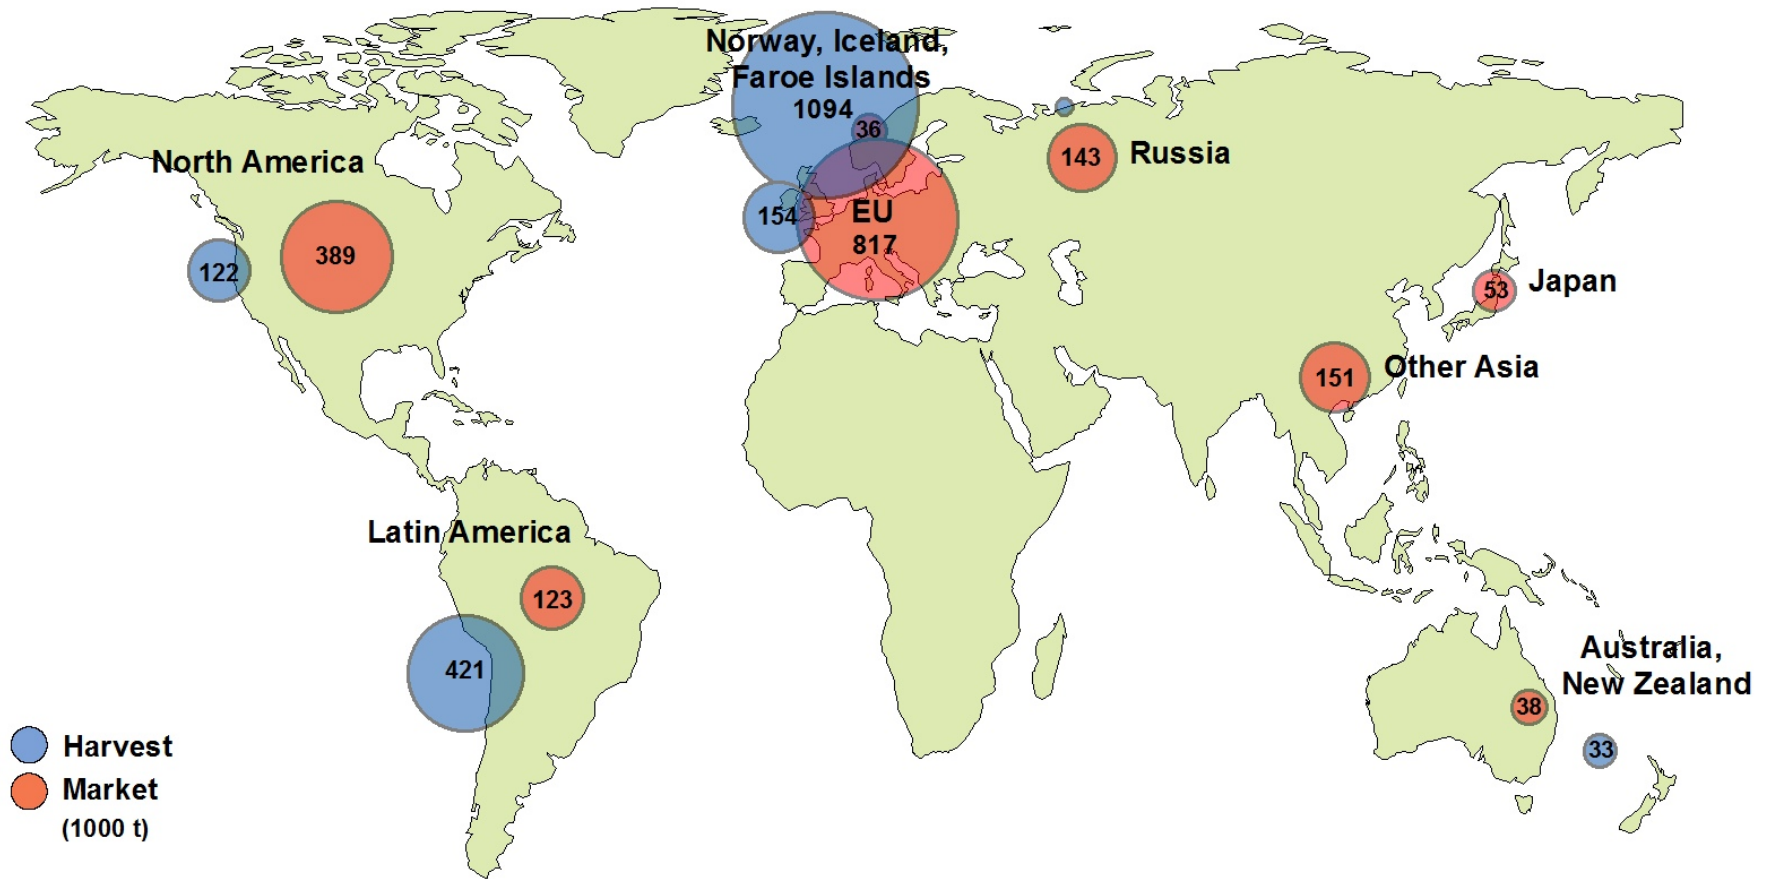 Norway, Iceland,
Faroe Islands
1094
36
North America
143
Russia
154
EU
817
389
122
53
Japan
151
Other Asia
Latin America
123
421
Australia,
New Zealand
38
33
Harvest
Market
(1000 t)